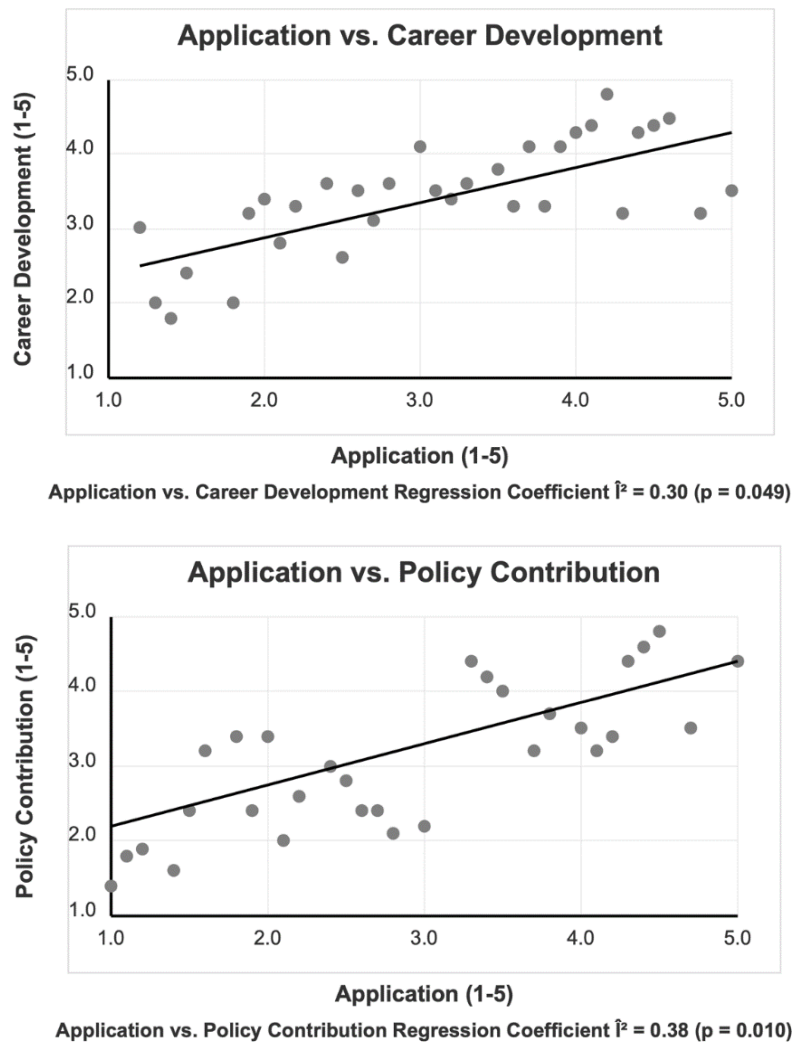 Application vs. Career Development
5.0
4.0
3.0
2.0
1.0
Career Development (1-5)
1.0 2.0 3.0 4.0 5.0
Application (1-5)
Application vs. Career Development Regression Coefficient Î² = 0.30 (p = 0.049)
Application vs. Policy Contribution
5.0
4.0
3.0
2.0
1.0
Policy Contribution (1-5)
1.0 2.0 3.0 4.0 5.0
Application (1-5)
Application vs. Policy Contribution Regression Coefficient Î² = 0.38 (p = 0.010)